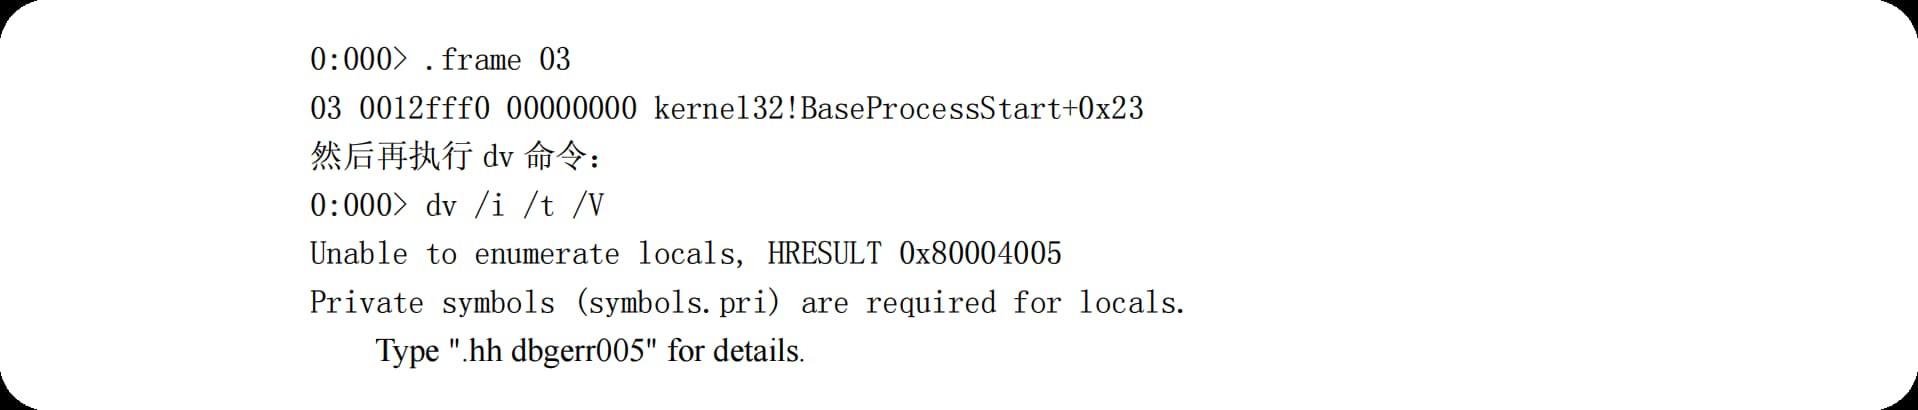 0:000> .frame 03
03 0012fff0 00000000 kernel32!BaseProcessStart+0x23
然后再执行 dv 命令：
0:000> dv /i /t /V
Unable to enumerate locals, HRESULT 0x80004005
Private symbols (symbols.pri) are required for locals.
Type ".hh dbgerr005" for details.